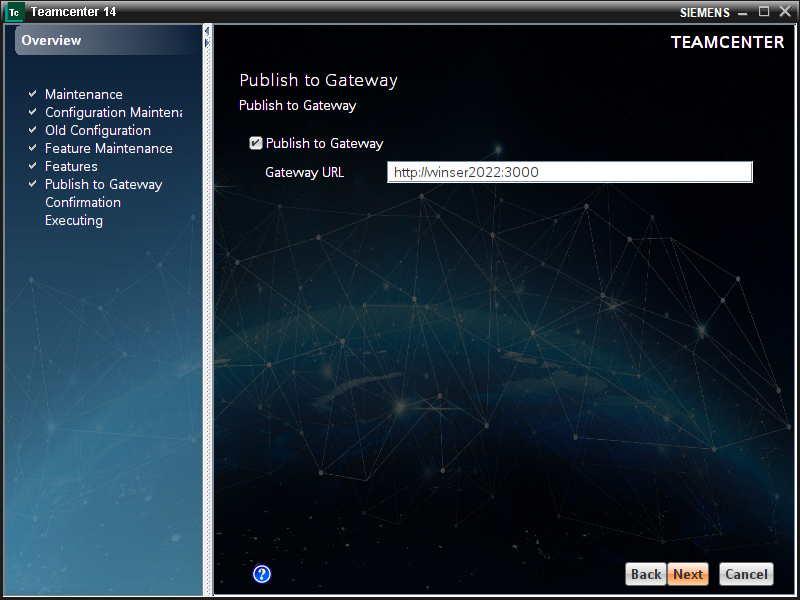 Tc Teamcenter 14
SIEMENS
Overview
TEAMCENTER
Maintenance
Configuration Maintena
Old Configuration
Feature Maintenance
Features
Publish to Gateway
Confirmation
Executing
Publish to Gateway
Publish to Gateway
Publish to Gateway
Gateway URL http://winser2022:3000
?
Back Next Cancel